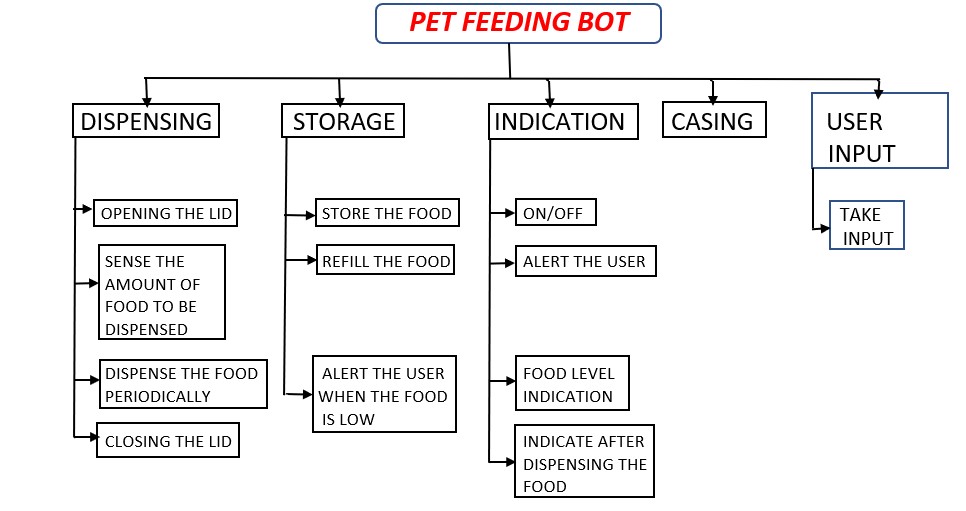 PET FEEDING BOT
DISPENSING
STORAGE
INDICATION
CASING
USER
INPUT
OPENING THE LID
SENSE THE
AMOUNT OF
FOOD TO BE
DISPENSED
DISPENSE THE FOOD
PERIODICALLY
CLOSING THE LID
STORE THE FOOD
REFILL THE FOOD
ALERT THE USER
WHEN THE FOOD
IS LOW
ON/OFF
ALERT THE USER
FOOD LEVEL
INDICATION
INDICATE AFTER
DISPENSING THE
FOOD
TAKE
INPUT